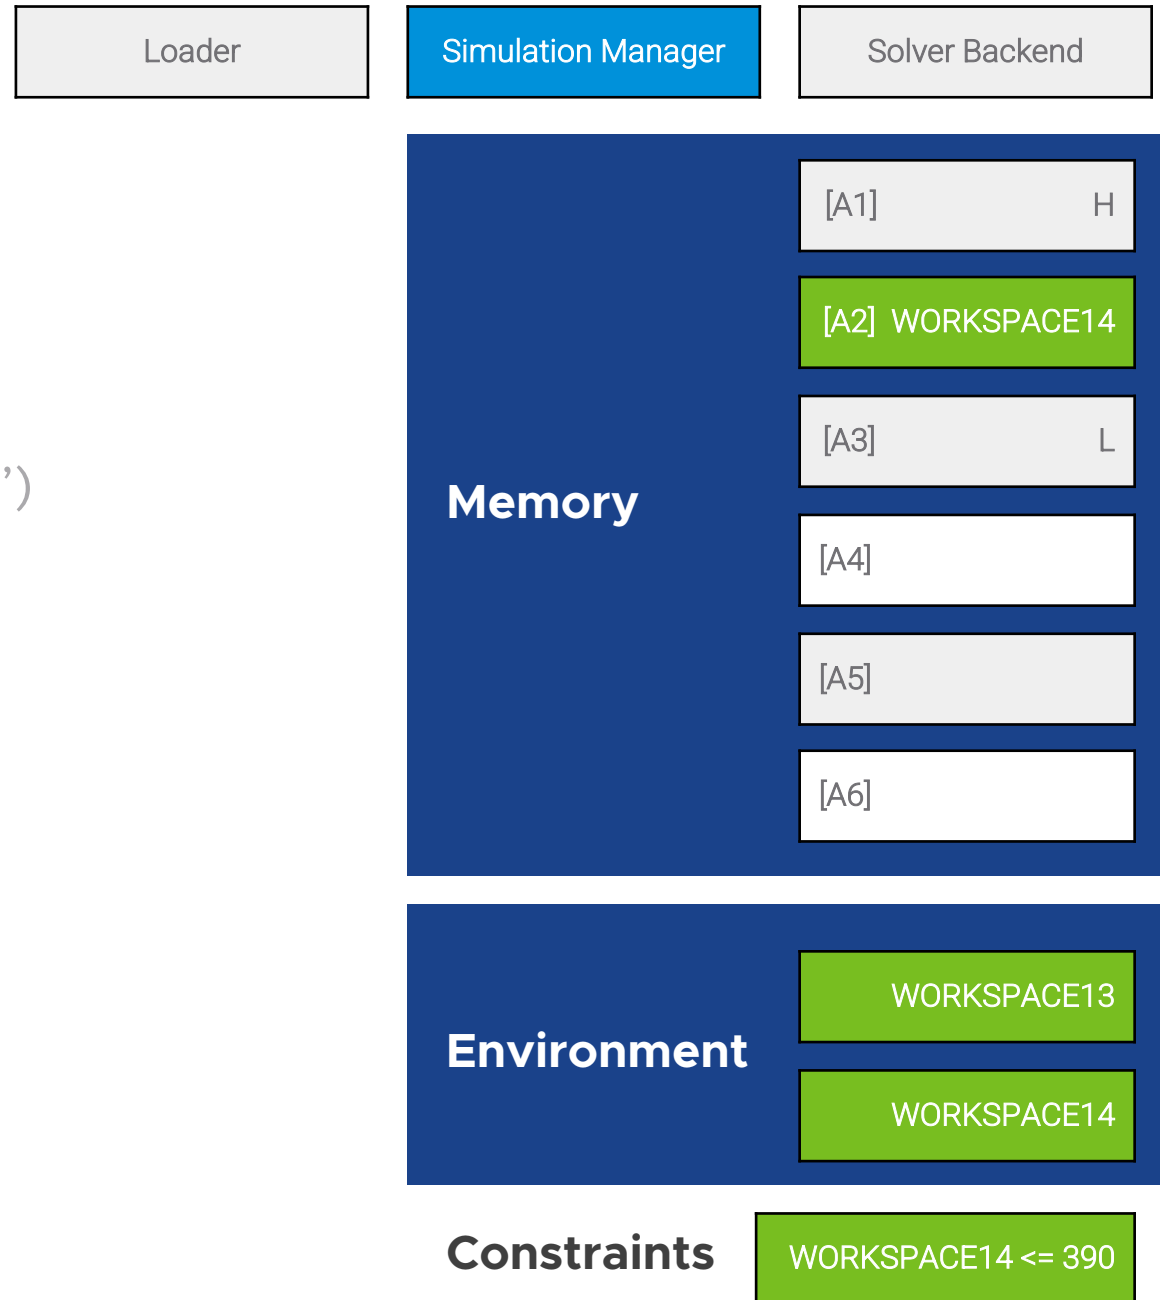 Loader
Simulation Manager
Solver Backend
[A1] H
[A2] WORKSPACE14
[A3] L
’)
Memory
[A4]
[A5]
[A6]
WORKSPACE13
Environment
WORKSPACE14
Constraints
WORKSPACE14 <= 390